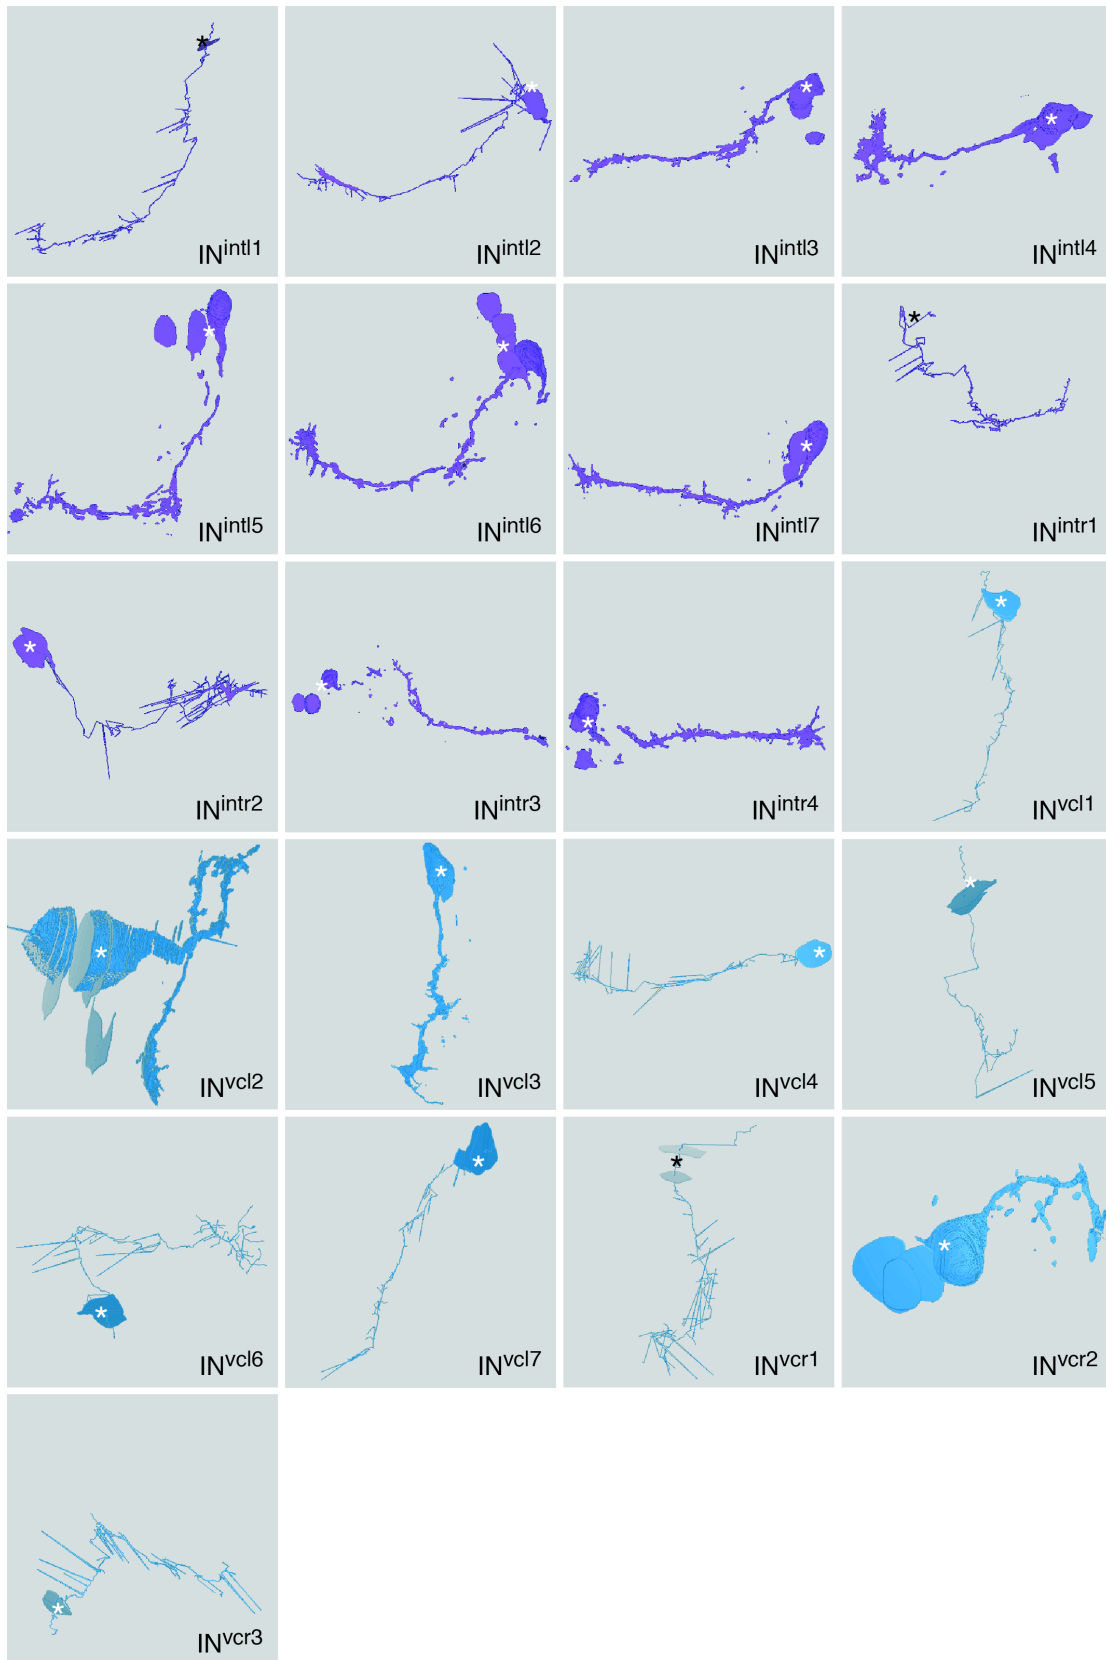 * INintl1
* INintl2
* INintl3
* INintl4
* INintl5
* INintl6
* INintl7
* INintr1
* INintr2
* INintr3
* INintr4
* INvcl1
* INvcl2
* INvcl3
* INvcl4
* INvcl5
* INvcl6
* INvcl7
* INvcr1
* INvcr2
* INvcr3